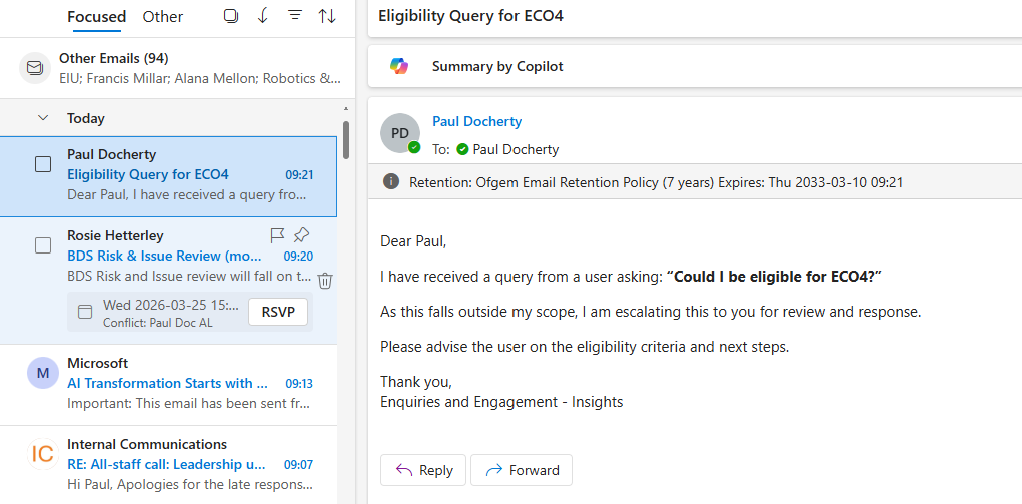 Focused Other
Other Emails (94)
EIU; Francis Millar; Alana Mellon; Robotics &...
Today
Paul Docherty
Eligibility Query for ECO4 09:21
Dear Paul, I have received a query fro...
Rosie Hetterley
BDS Risk & Issue Review (mo... 09:20
BDS Risk and Issue review will fall on t...
Wed 2026-03-25 15:...
Conflict: Paul Doc AL
RSVP
M
Microsoft
AI Transformation Starts with ... 09:13
Important: This email has been sent fr...
IC
Internal Communications
RE: All-staff call: Leadership u... 09:07
Hi Paul, Apologies for the late respons...
Eligibility Query for ECO4
Summary by Copilot
PD
Paul Docherty
To: Paul Docherty
Retention: Ofgem Email Retention Policy (7 years) Expires: Thu 2033-03-10 09:21
Dear Paul,
I have received a query from a user asking: “Could I be eligible for ECO4?”
As this falls outside my scope, I am escalating this to you for review and response.
Please advise the user on the eligibility criteria and next steps.
Thank you,
Enquiries and Engagement - Insights
Reply Forward